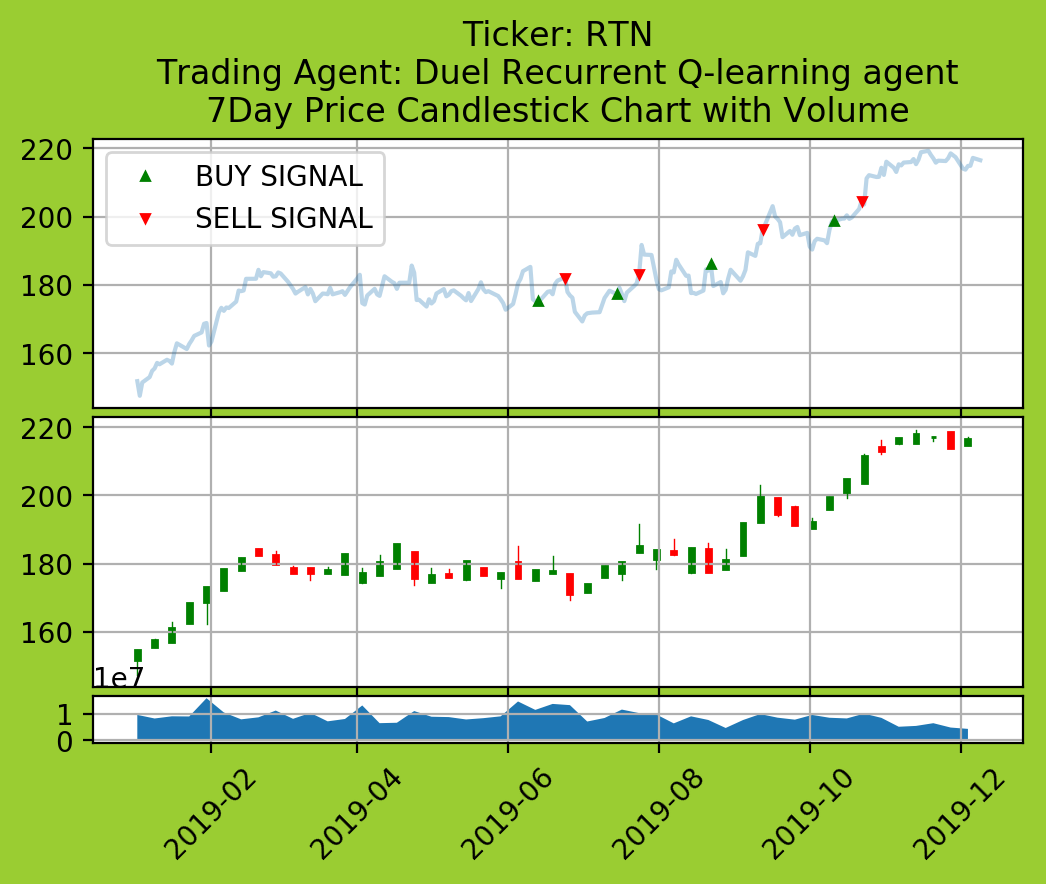 Ticker: RTN
Trading Agent: Duel Recurrent Q-learning agent
7Day Price Candlestick Chart with Volume
220
200
180
160
BUY SIGNAL
SELL SIGNAL
220
200
180
160
1e7
1
0
2019-02
2019-04
2019-06
2019-08
2019-10
2019-12